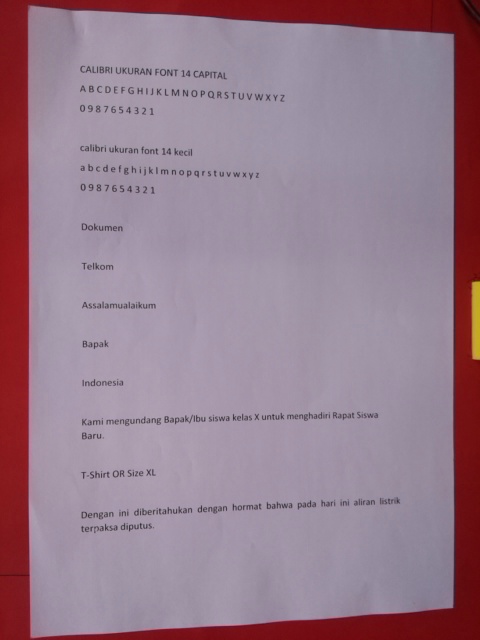 CALIBRI UKURAN FONT 14 CAPITAL
A B C D E F G H I J K L M N O P Q R S T U V W X Y Z
0 9 8 7 6 5 4 3 2 1
calibri ukuran font 14 kecil
a b c d e f g h i j k l m n o p q r s t u v w x y z
0 9 8 7 6 5 4 3 2 1
Dokumen
Telkom
Assalamualaikum
Bapak
Indonesia
Kami mengundang Bapak/Ibu siswa kelas X untuk menghadiri Rapat Siswa
Baru.
T-Shirt OR Size XL
Dengan ini diberitahukan dengan hormat bahwa pada hari ini aliran listrik
terpaksa diputus.